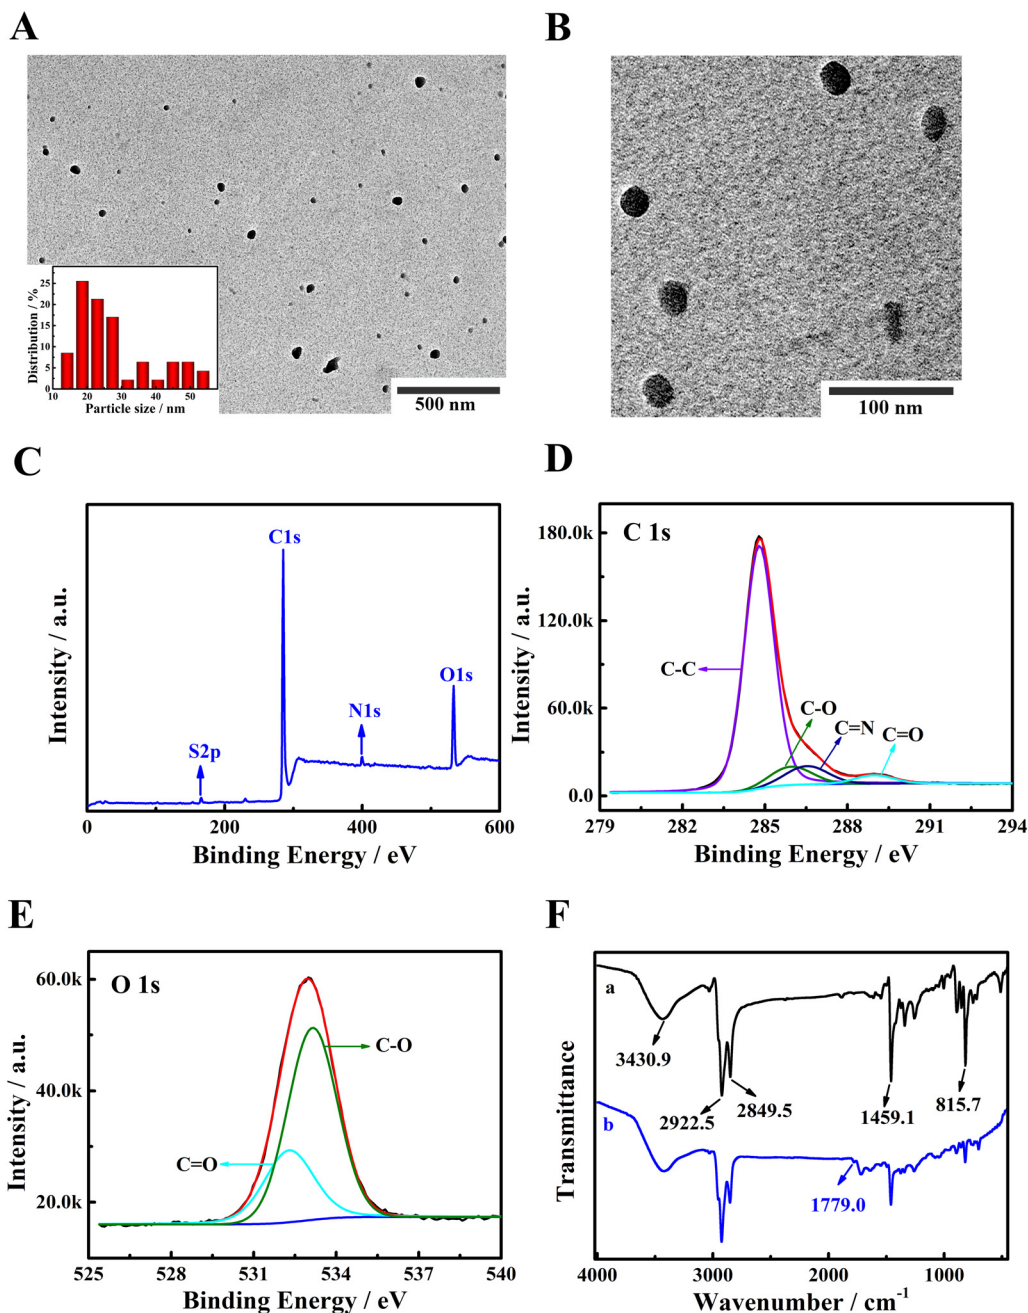 A
B
25
20
15
10
5
0
Distribution / %
10 20 30 40 50
Particle size / nm
500 nm
100 nm
C
D
C1s
O1s
N1s
S2p
Intensity / a.u.
0 200 400 600
Binding Energy / eV
C 1s
180.0k
120.0k
60.0k
0.0
C-C
C-O
C=N
C=O
Intensity / a.u.
279 282 285 288 291 294
Binding Energy / eV
E
F
O 1s
60.0k
40.0k
20.0k
C-O
C=O
Intensity / a.u.
525 528 531 534 537 540
Binding Energy / eV
a
3430.9
2922.5
2849.5
1459.1
815.7
b
1779.0
Transmittance
4000 3000 2000 1000
Wavenumber / cm⁻¹